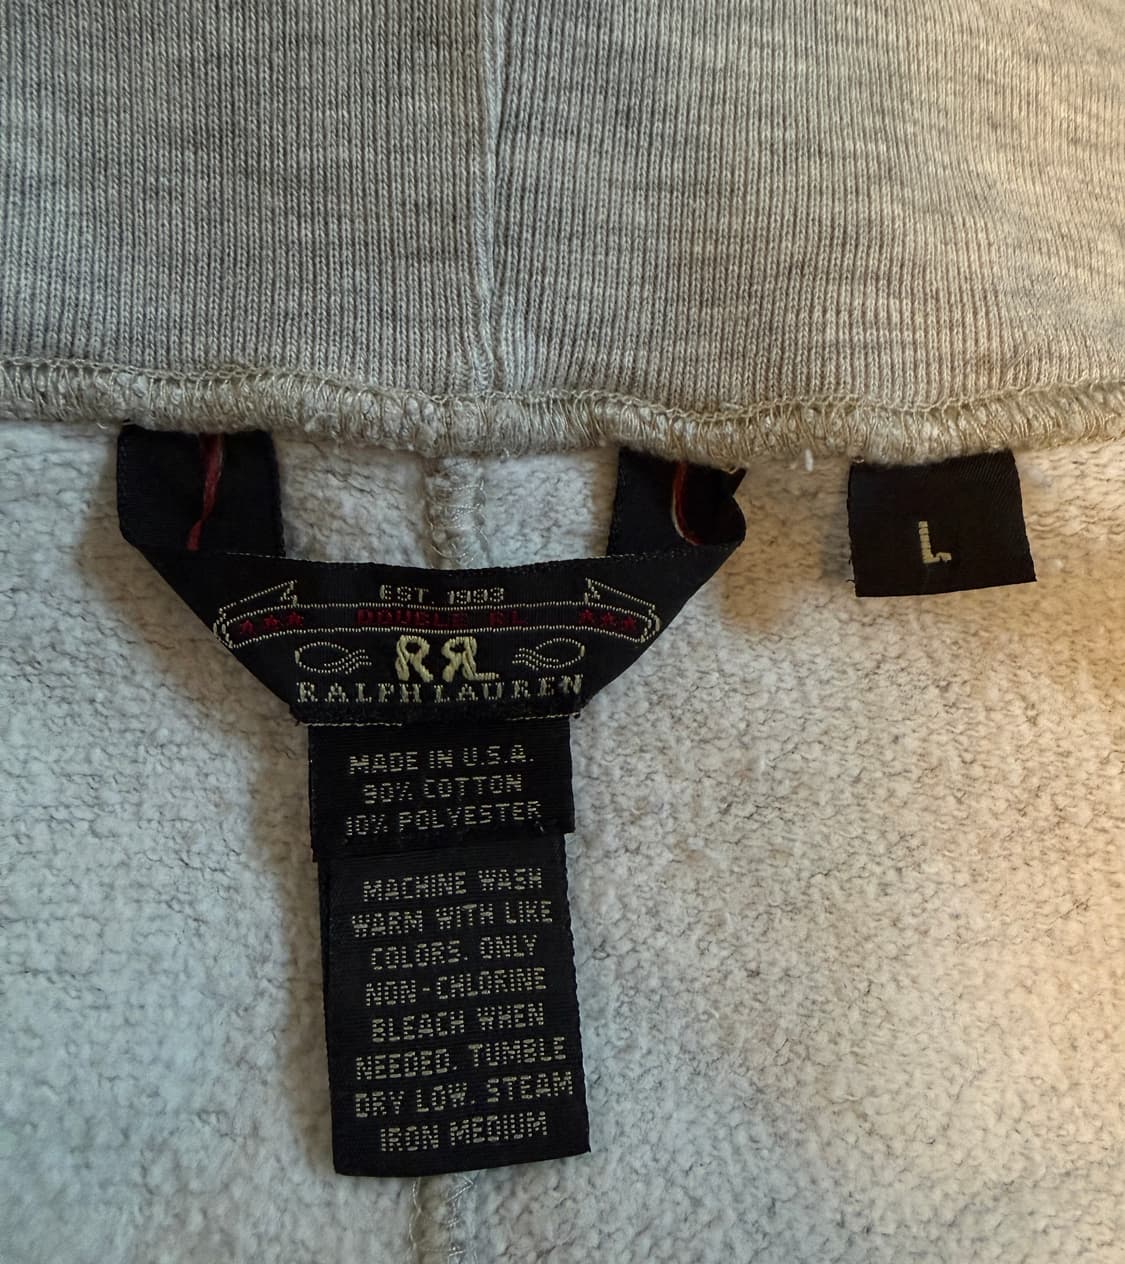 EST. 1993
DOUBLE RL
RRL
RALPH LAUREN
L
MADE IN U.S.A.
90% COTTON
10% POLYESTER
MACHINE WASH
WARM WITH LIKE
COLORS. ONLY
NON-CHLORINE
BLEACH WHEN
NEEDED. TUMBLE
DRY LOW. STEAM
IRON MEDIUM